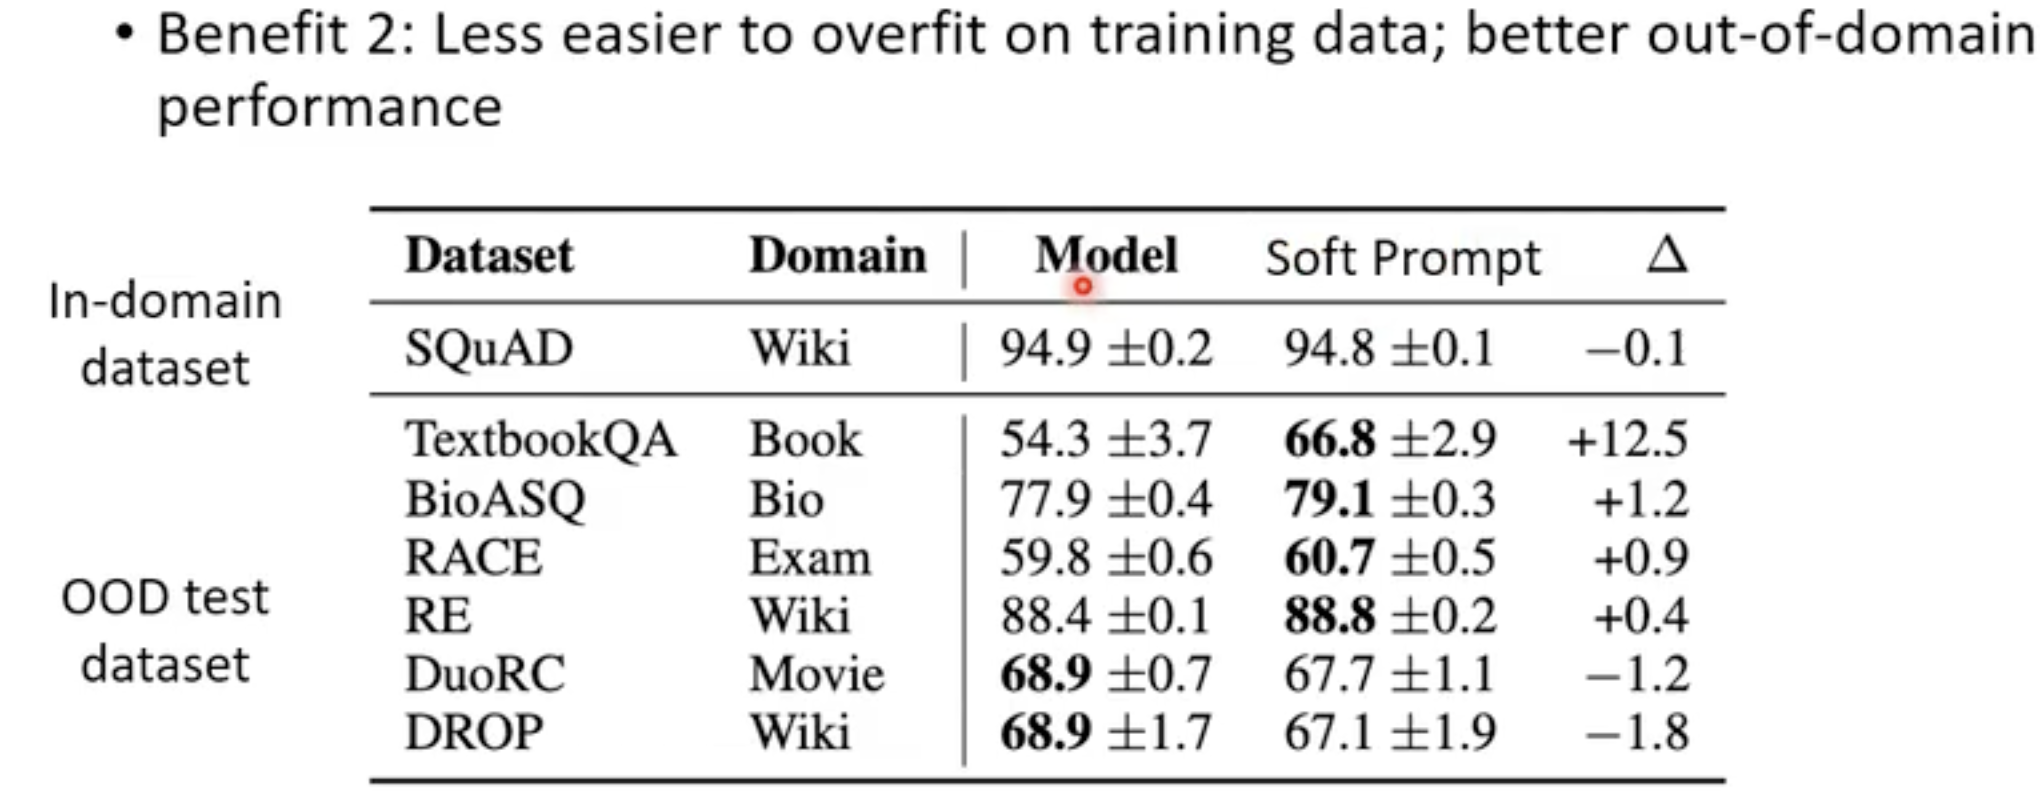 • Benefit 2: Less easier to overfit on training data; better out-of-domain
performance
Dataset Domain Model Soft Prompt Δ
In-domain
dataset
SQuAD Wiki 94.9 ±0.2 94.8 ±0.1 −0.1
TextbookQA Book 54.3 ±3.7 66.8 ±2.9 +12.5
BioASQ Bio 77.9 ±0.4 79.1 ±0.3 +1.2
RACE Exam 59.8 ±0.6 60.7 ±0.5 +0.9
OOD test
dataset
RE Wiki 88.4 ±0.1 88.8 ±0.2 +0.4
DuoRC Movie 68.9 ±0.7 67.7 ±1.1 −1.2
DROP Wiki 68.9 ±1.7 67.1 ±1.9 −1.8